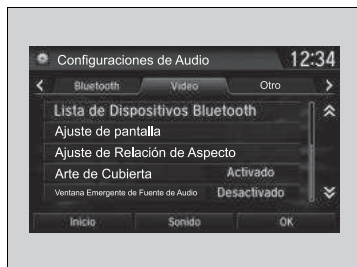 Configuraciones de Audio 12:34
Bluetooth Video Otro
Lista de Dispositivos Bluetooth
Ajuste de pantalla
Ajuste de Relación de Aspecto
Arte de Cubierta Activado
Ventana Emergente de Fuente de Audio Desactivado
Inicio Sonido OK